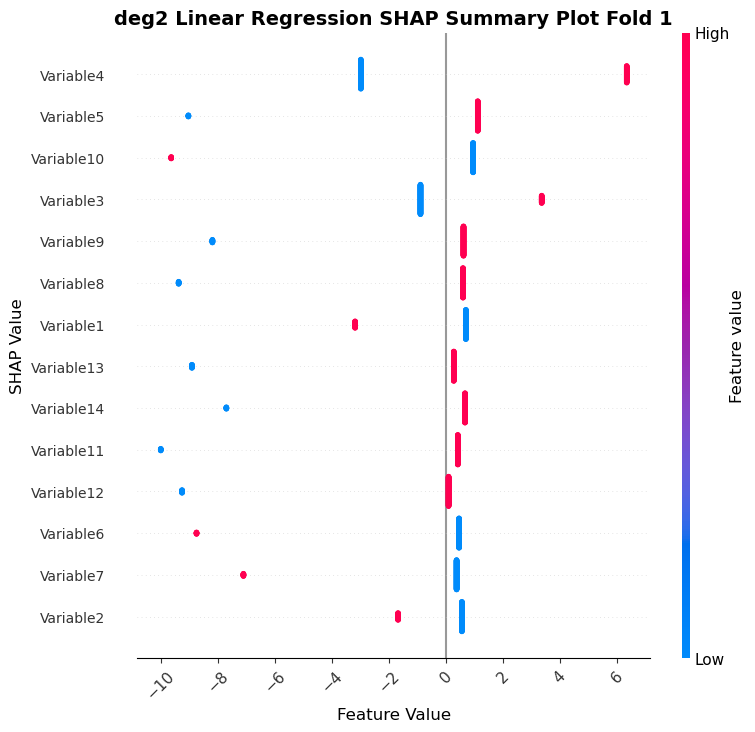 deg2 Linear Regression SHAP Summary Plot Fold 1
High
Variable4
Variable5
Variable10
Variable3
Variable9
Variable8
Variable1
Variable13
Variable14
Variable11
Variable12
Variable6
Variable7
Variable2
SHAP Value
Feature value
Low
−10 −8 −6 −4 −2 0 2 4 6
Feature Value